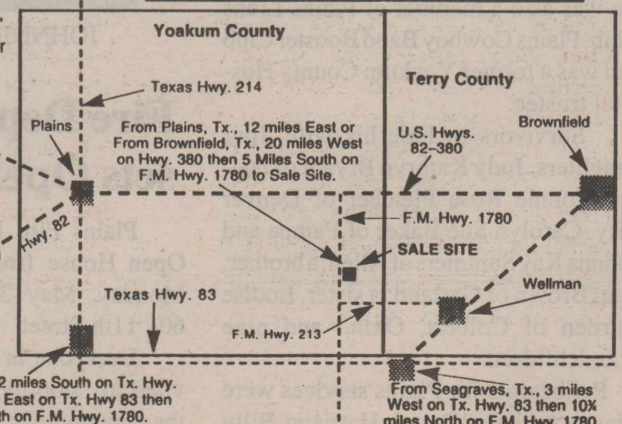 Yoakum County
Terry County
Texas Hwy. 214
Plains
From Plains, Tx., 12 miles East or
From Brownfield, Tx., 20 miles West
on Hwy. 380 then 5 Miles South on
F.M. Hwy. 1780 to Sale Site.
U.S. Hwys.
82-380
Brownfield
Hwy. 82
F.M. Hwy. 1780
SALE SITE
Texas Hwy. 83
F.M. Hwy. 213
Wellman
2 miles South on Tx. Hwy.
East on Tx. Hwy 83 then
th on F.M. Hwy. 1780.
From Seagraves, Tx., 3 miles
West on Tx. Hwy. 83 then 10¾
miles North on F.M. Hwy. 1780